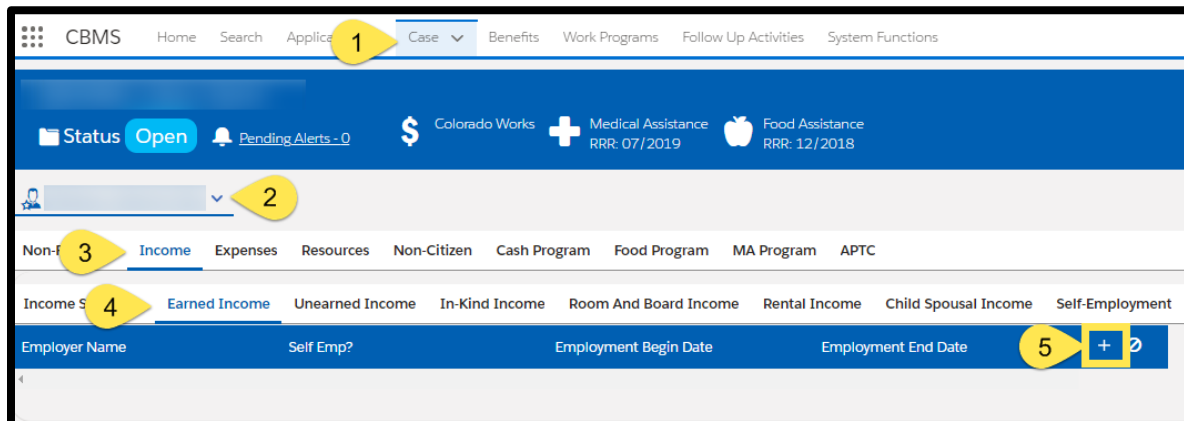 CBMS Home Search Applica 1 Case Benefits Work Programs Follow Up Activities System Functions
Status Open Pending Alerts - 0 $ Colorado Works Medical Assistance Food Assistance
RRR: 07/2019 RRR: 12/2018
2
Non-F 3 Income Expenses Resources Non-Citizen Cash Program Food Program MA Program APTC
Income S 4 Earned Income Unearned Income In-Kind Income Room And Board Income Rental Income Child Spousal Income Self-Employment
Employer Name Self Emp? Employment Begin Date Employment End Date 5 +